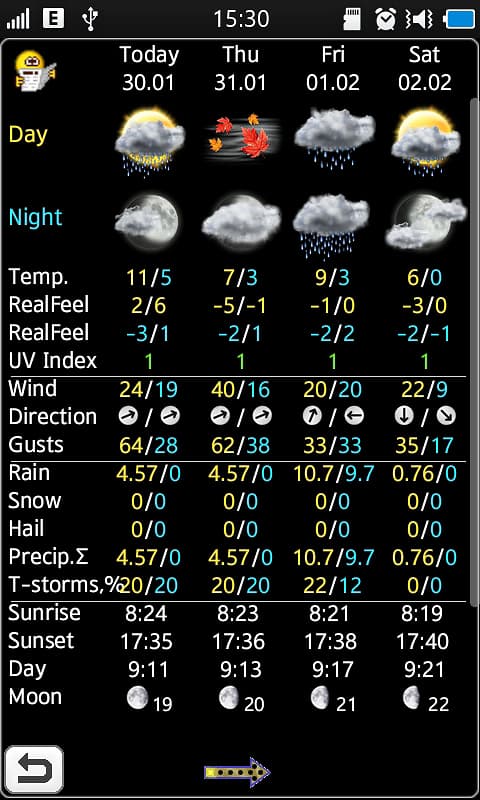 E 15:30
Today Thu Fri Sat
30.01 31.01 01.02 02.02
Day
Night
Temp. 11/5 7/3 9/3 6/0
RealFeel 2/6 -5/-1 -1/0 -3/0
RealFeel -3/1 -2/1 -2/2 -2/-1
UV Index 1 1 1 1
Wind 24/19 40/16 20/20 22/9
Direction / / / /
Gusts 64/28 62/38 33/33 35/17
Rain 4.57/0 4.57/0 10.7/9.7 0.76/0
Snow 0/0 0/0 0/0 0/0
Hail 0/0 0/0 0/0 0/0
Precip.Σ 4.57/0 4.57/0 10.7/9.7 0.76/0
T-storms,% 20/20 20/20 22/12 0/0
Sunrise 8:24 8:23 8:21 8:19
Sunset 17:35 17:36 17:38 17:40
Day 9:11 9:13 9:17 9:21
Moon 19 20 21 22